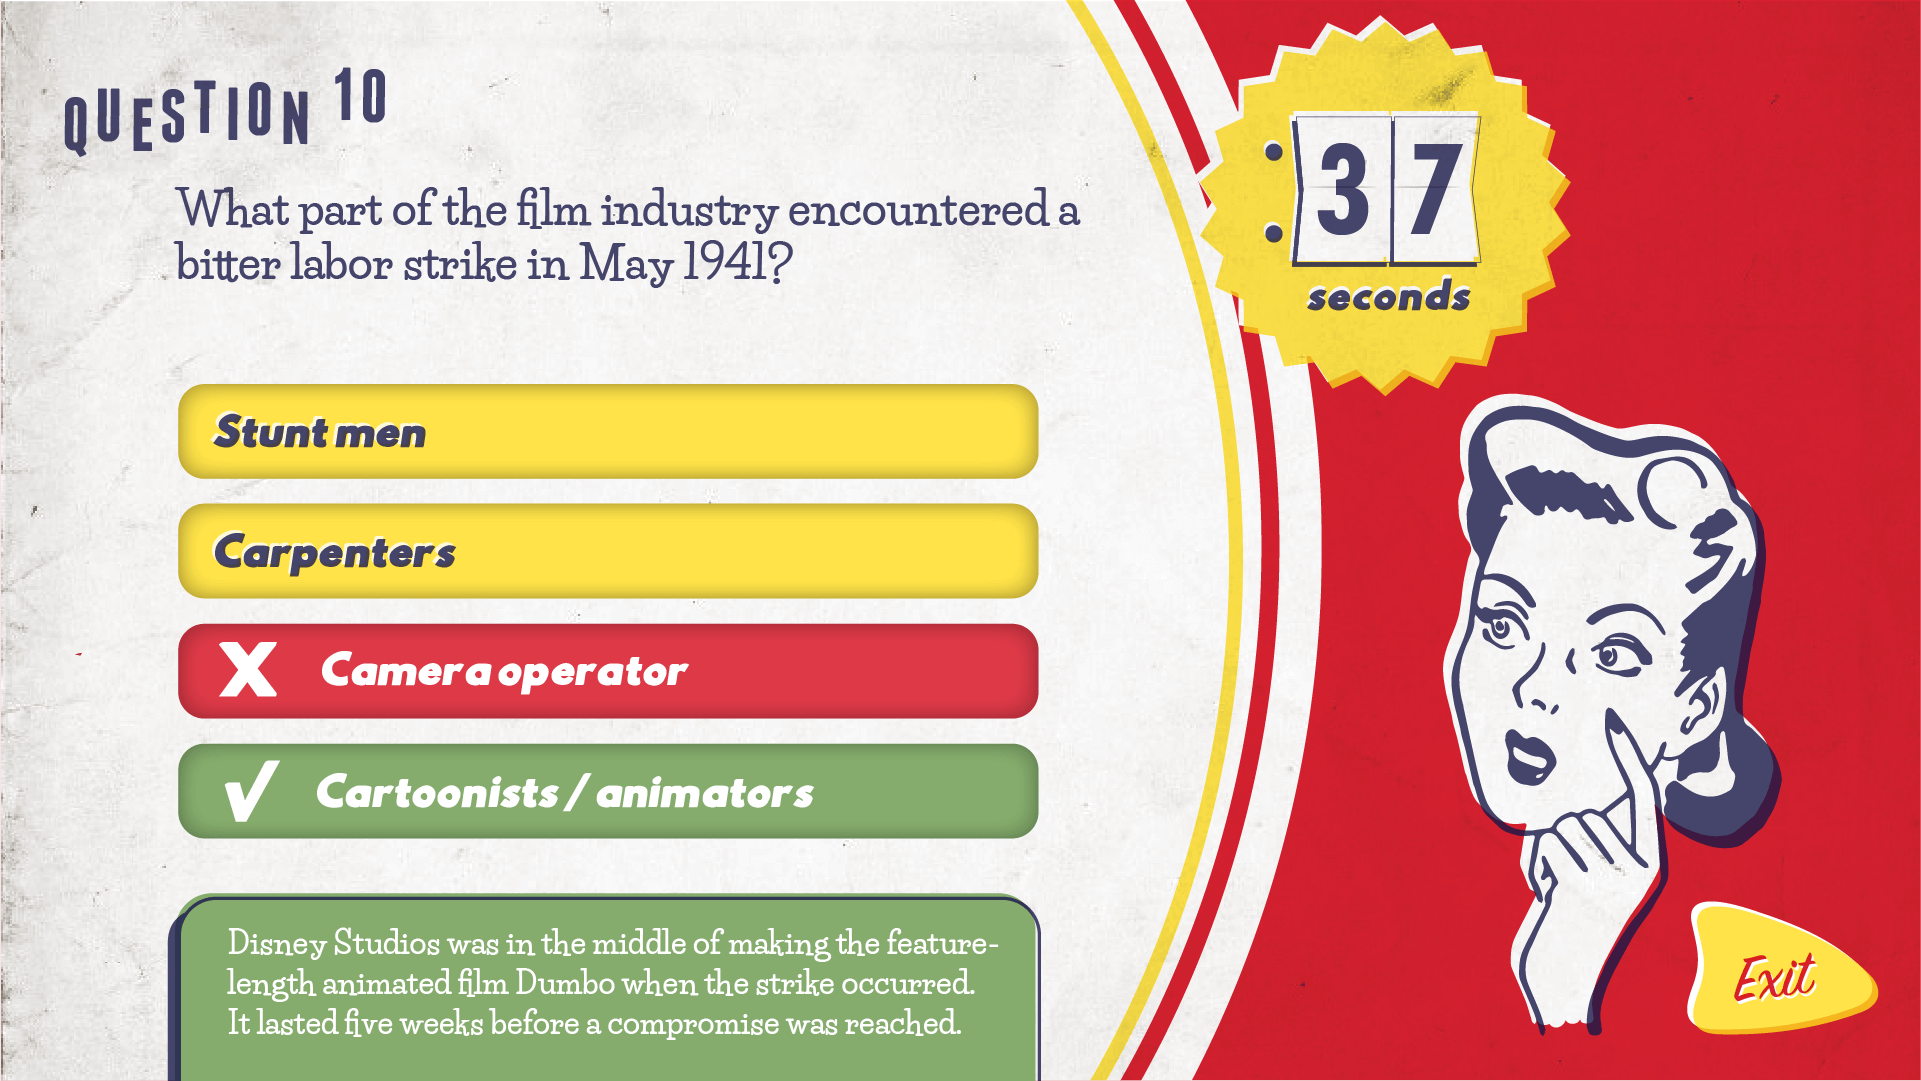 QUESTION 10
What part of the film industry encountered a
bitter labor strike in May 1941?
: 37
seconds
Stunt men
Carpenters
X Camera operator
✓ Cartoonists / animators
Disney Studios was in the middle of making the feature-
length animated film Dumbo when the strike occurred.
It lasted five weeks before a compromise was reached.
Exit